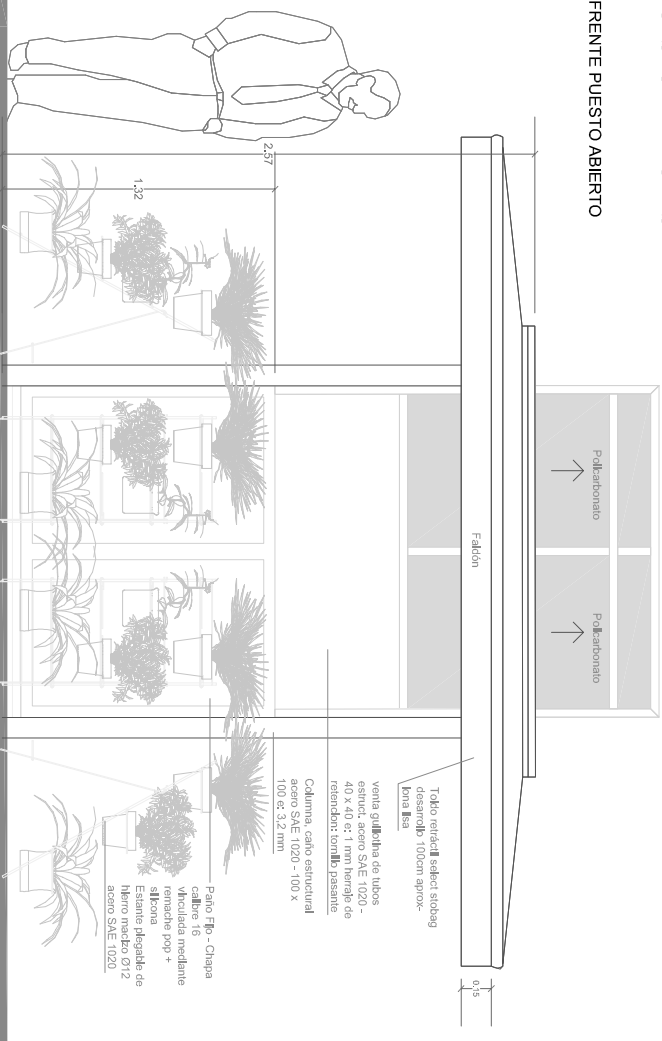 FRENTE PUESTO ABIERTO
Policarbonato
Policarbonato
Faldón
2.57
1.32
0.15
Toldo retráctil select stobag
desarrollo 100cm aprox-
lona lisa
venta guillotina de tubos
estruct. acero SAE 1020 -
40 x 40 e: 1 mm herraje de
retencion: tornillo pasante
Columna, caño estructural
acero SAE 1020 - 100 x
100 e: 3,2 mm
Paño Fijo - Chapa
calibre 16
vinculada mediante
remache pop +
silicona
Estante plegable de
hierro macizo Ø12
acero SAE 1020